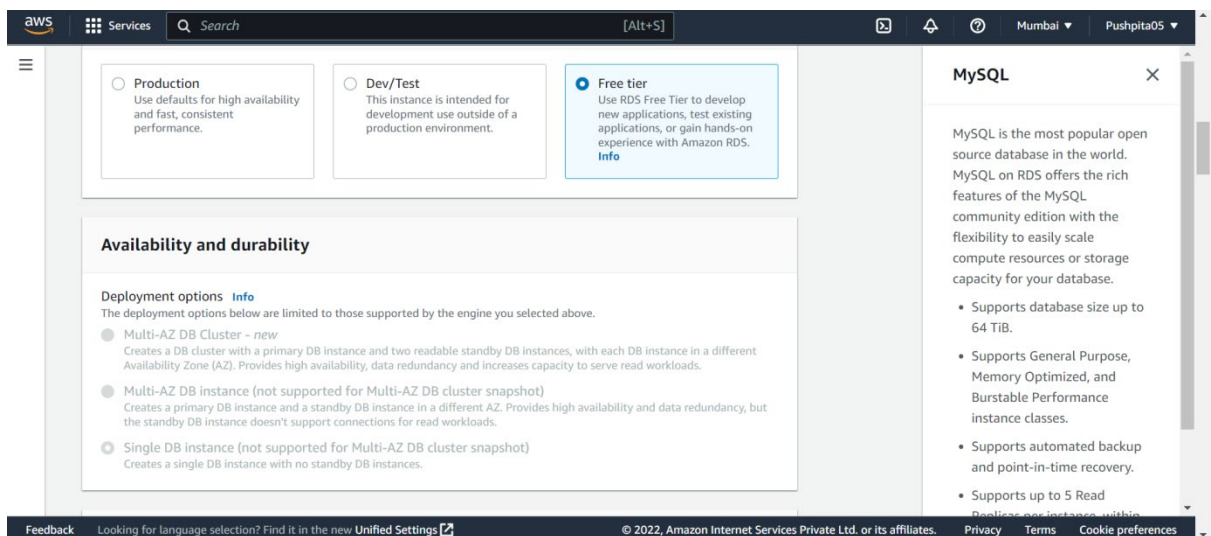 aws
Services
Search
[Alt+S]
Mumbai ▼
Pushpita05 ▼
Production
Use defaults for high availability
and fast, consistent
performance.
Dev/Test
This instance is intended for
development use outside of a
production environment.
Free tier
Use RDS Free Tier to develop
new applications, test existing
applications, or gain hands-on
experience with Amazon RDS.
Info
Availability and durability
Deployment options Info
The deployment options below are limited to those supported by the engine you selected above.
Multi-AZ DB Cluster - new
Creates a DB cluster with a primary DB instance and two readable standby DB instances, with each DB instance in a different
Availability Zone (AZ). Provides high availability, data redundancy and increases capacity to serve read workloads.
Multi-AZ DB instance (not supported for Multi-AZ DB cluster snapshot)
Creates a primary DB instance and a standby DB instance in a different AZ. Provides high availability and data redundancy, but
the standby DB instance doesn't support connections for read workloads.
Single DB instance (not supported for Multi-AZ DB cluster snapshot)
Creates a single DB instance with no standby DB instances.
MySQL
MySQL is the most popular open
source database in the world.
MySQL on RDS offers the rich
features of the MySQL
community edition with the
flexibility to easily scale
compute resources or storage
capacity for your database.
• Supports database size up to
64 TiB.
• Supports General Purpose,
Memory Optimized, and
Burstable Performance
instance classes.
• Supports automated backup
and point-in-time recovery.
• Supports up to 5 Read
Replicas per instance, within
Feedback
Looking for language selection? Find it in the new Unified Settings
© 2022, Amazon Internet Services Private Ltd. or its affiliates.
Privacy
Terms
Cookie preferences